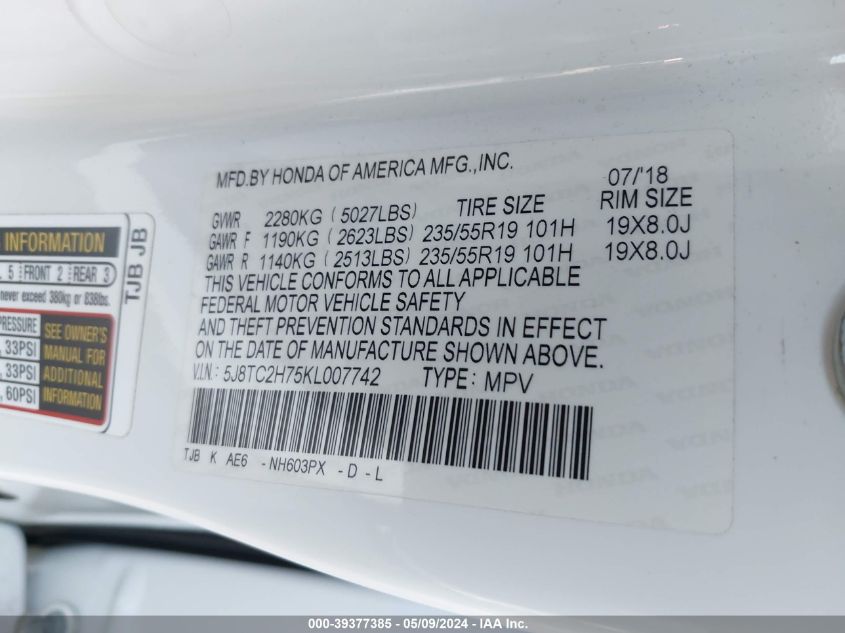 MFD.BY HONDA OF AMERICA MFG.,INC.
07/'18
GVWR 2280KG (5027LBS) TIRE SIZE RIM SIZE
GAWR F 1190KG (2623LBS) 235/55R19 101H 19X8.0J
GAWR R 1140KG (2513LBS) 235/55R19 101H 19X8.0J
THIS VEHICLE CONFORMS TO ALL APPLICABLE
FEDERAL MOTOR VEHICLE SAFETY
AND THEFT PREVENTION STANDARDS IN EFFECT
ON THE DATE OF MANUFACTURE SHOWN ABOVE.
V.I.N.: 5J8TC2H75KL007742 TYPE: MPV
TJB K AE6 -NH603PX -D-L
INFORMATION
5 FRONT 2 REAR 3
never exceed 380kg or 838lbs.
PRESSURE
, 33PSI
, 33PSI
, 60PSI
SEE OWNER'S
MANUAL FOR
ADDITIONAL
INFORMATION
TJB JB
000-39377385 - 05/09/2024 - IAA Inc.